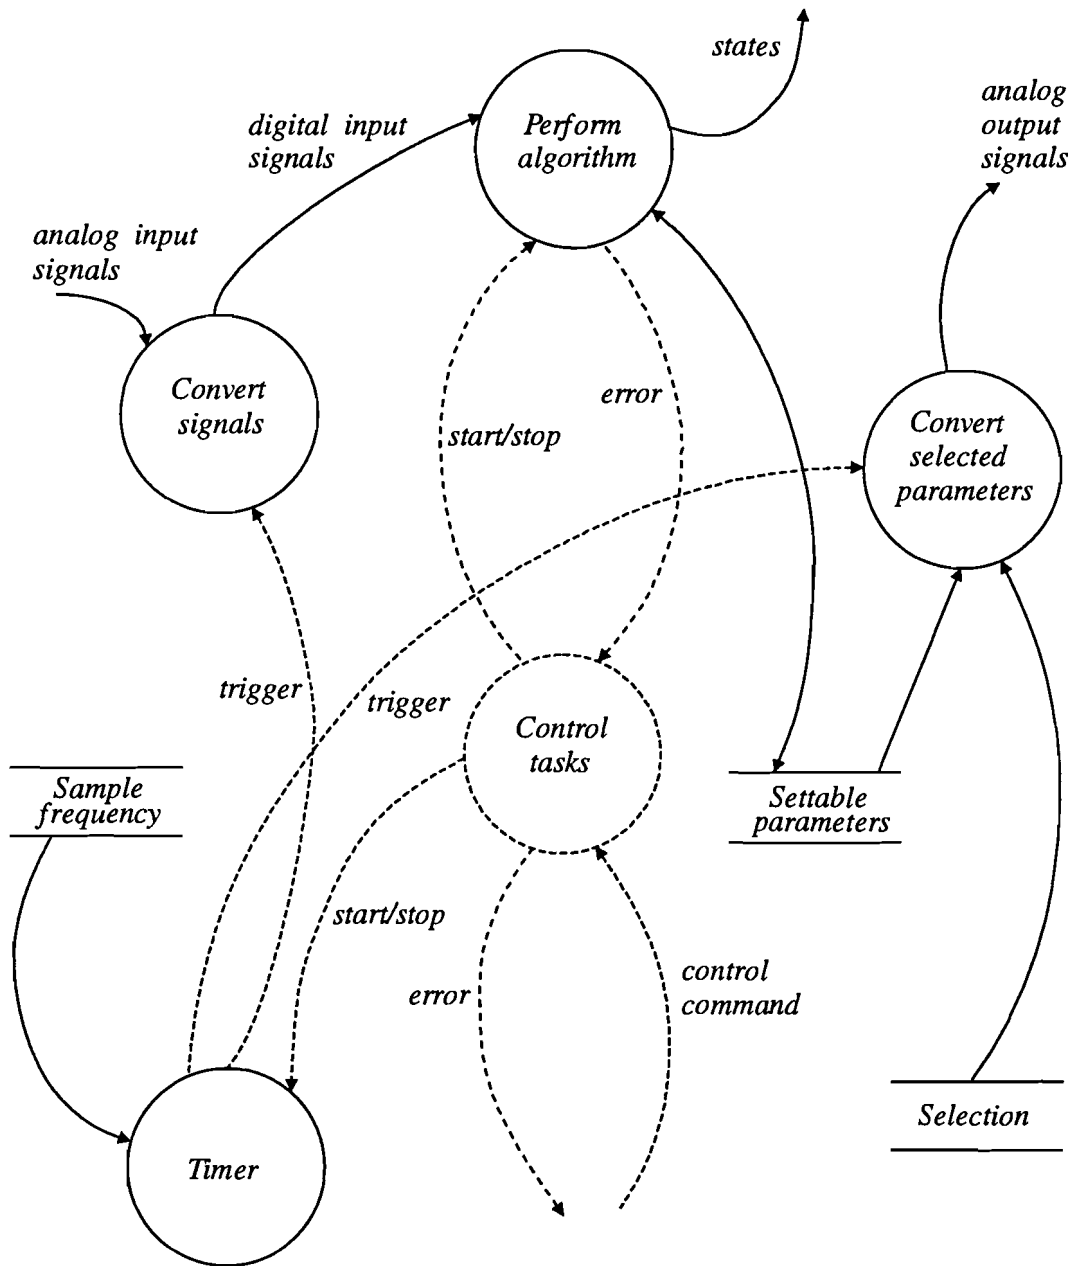 states
analog
output
signals
digital input
signals
Perform
algorithm
analog input
signals
Convert
signals
error
start/stop
Convert
selected
parameters
trigger
trigger
Control
tasks
Sample
frequency
Settable
parameters
start/stop
error
control
command
Selection
Timer